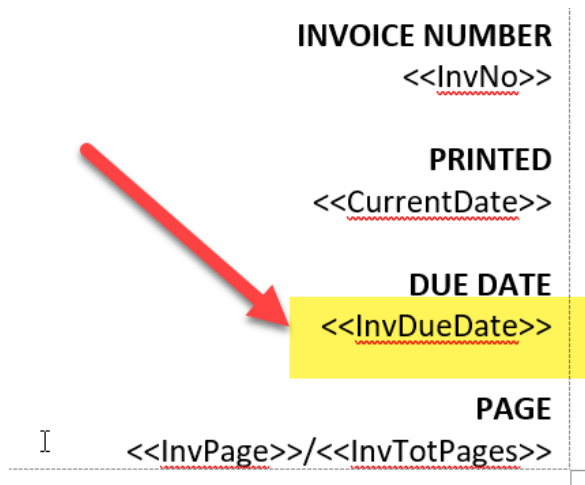 INVOICE NUMBER
<<InvNo>>
PRINTED
<<CurrentDate>>
DUE DATE
<<InvDueDate>>
PAGE
<<InvPage>>/<<InvTotPages>>